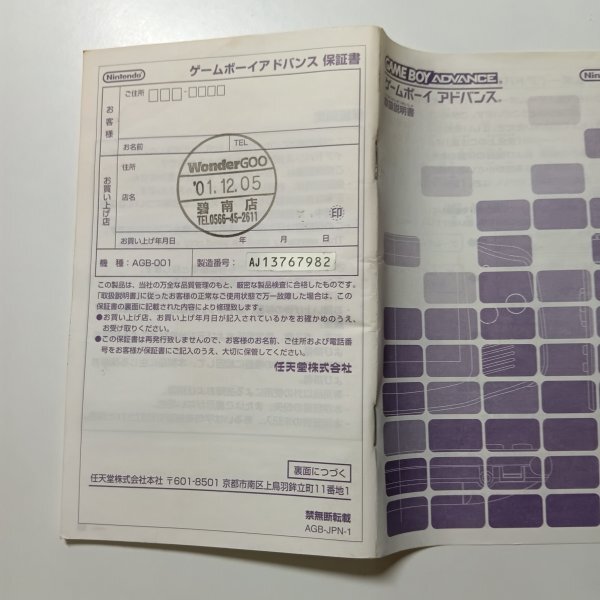 Nintendo
ゲームボーイアドバンス 保証書
お客様
ご住所 □□□-□□□□
お名前
TEL
お買い上げ店
住所
店名
WonderGOO
'01.12.05
碧南店
TEL0566-45-2611
印
お買い上げ年月日 年 月 日
機 種：AGB-001
製造番号： AJ13767982
この製品は、当社の万全な品質管理のもと、厳密な製品検査に合格したものです。
「取扱説明書」に従ったお客様の正常なご使用状態で万一故障した場合は、この
保証書の裏面に記載された内容により修理致します。
●お買い上げ店、お買い上げ年月日が記入されているかをお確かめのうえ、
お受け取りください。
●この保証書は再発行致しませんので、お客様のお名前、ご住所および電話番
号をお客様が保証書にご記入のうえ、大切に保管してください。
任天堂株式会社
裏面につづく
任天堂株式会社本社 〒601-8501 京都市南区上鳥羽鉾立町11番地1
禁無断転載
AGB-JPN-1
GAME BOY ADVANCE
ゲームボーイ アドバンス®
取扱説明書
Nin